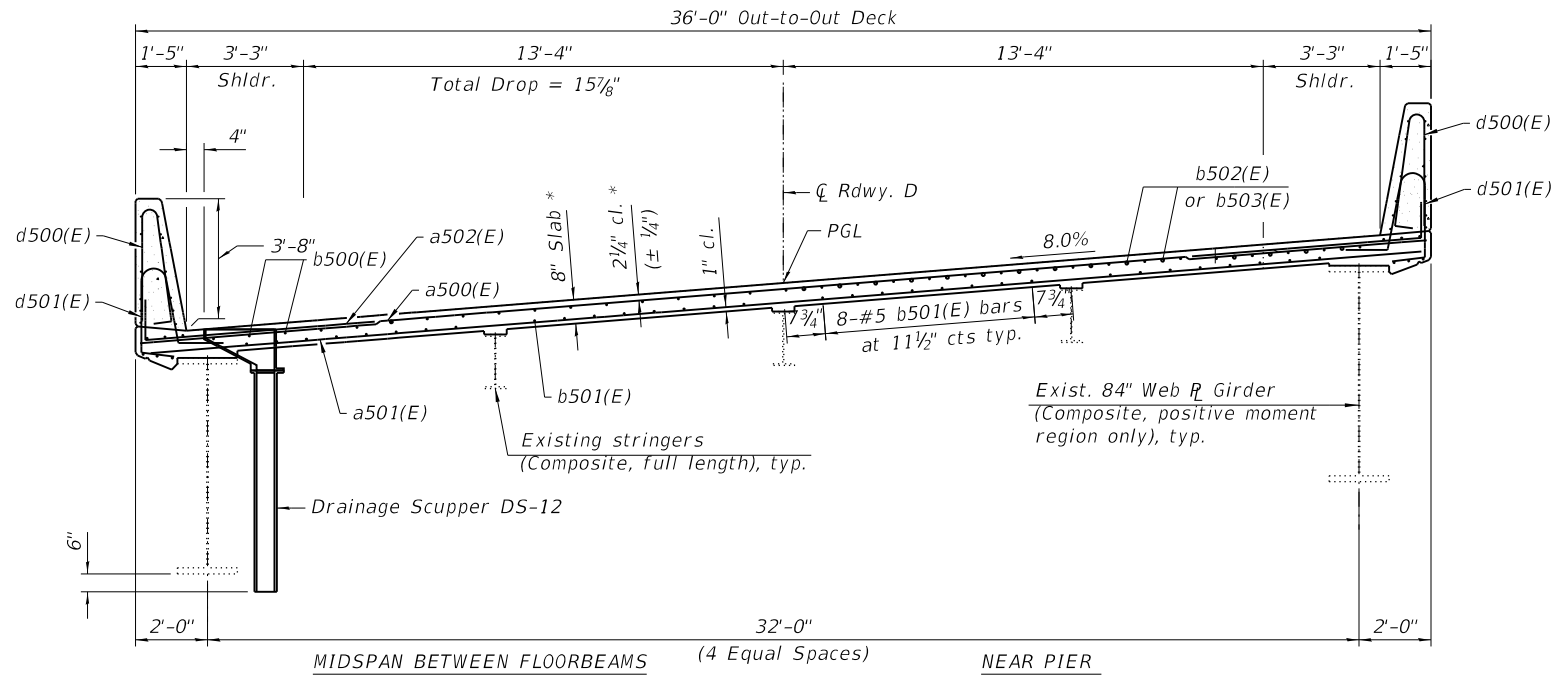 36'-0" Out-to-Out Deck
1'-5" 3'-3" 13'-4" 13'-4" 3'-3" 1'-5"
Shldr. Total Drop = 15⅞" Shldr.
4"
d500(E)
b502(E)
or b503(E)
d501(E)
℄ Rdwy. D
8" Slab *
2¼" cl. *
(± ¼")
1" cl.
PGL
8.0%
d500(E)
3'-8"
b500(E)
a502(E)
a500(E)
d501(E)
7¾"
8-#5 b501(E) bars
at 11½" cts typ.
7¾"
a501(E)
b501(E)
Existing stringers
(Composite, full length), typ.
Exist. 84" Web ⅊ Girder
(Composite, positive moment
region only), typ.
Drainage Scupper DS-12
6"
2'-0" 32'-0" 2'-0"
(4 Equal Spaces)
MIDSPAN BETWEEN FLOORBEAMS NEAR PIER